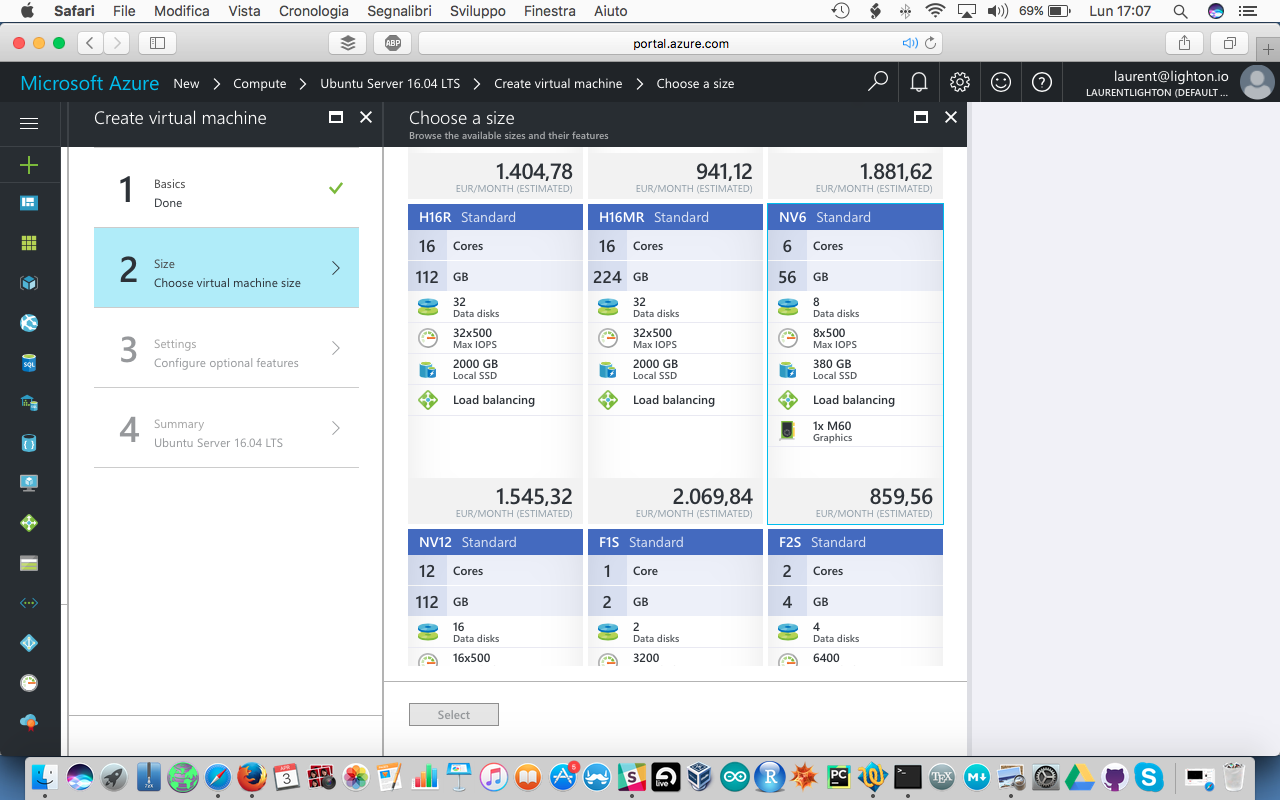 Safari File Modifica Vista Cronologia Segnalibri Sviluppo Finestra Aiuto 69% Lun 17:07
ABP portal.azure.com
Microsoft Azure New Compute Ubuntu Server 16.04 LTS Create virtual machine Choose a size
laurent@lighton.io
LAURENTLIGHTON (DEFAULT ...
Create virtual machine
1 Basics
Done
2 Size
Choose virtual machine size
3 Settings
Configure optional features
4 Summary
Ubuntu Server 16.04 LTS
SQL
Choose a size
Browse the available sizes and their features
1.404,78
EUR/MONTH (ESTIMATED)
941,12
EUR/MONTH (ESTIMATED)
1.881,62
EUR/MONTH (ESTIMATED)
H16R Standard
16 Cores
112 GB
32
Data disks
32x500
Max IOPS
2000 GB
Local SSD
Load balancing
1.545,32
EUR/MONTH (ESTIMATED)
H16MR Standard
16 Cores
224 GB
32
Data disks
32x500
Max IOPS
2000 GB
Local SSD
Load balancing
2.069,84
EUR/MONTH (ESTIMATED)
NV6 Standard
6 Cores
56 GB
8
Data disks
8x500
Max IOPS
380 GB
Local SSD
Load balancing
1x M60
Graphics
859,56
EUR/MONTH (ESTIMATED)
NV12 Standard
12 Cores
112 GB
16
Data disks
16x500
F1S Standard
1 Core
2 GB
2
Data disks
3200
F2S Standard
2 Cores
4 GB
4
Data disks
6400
Select
APR
3
5
live
R
PC
TEX
M
S